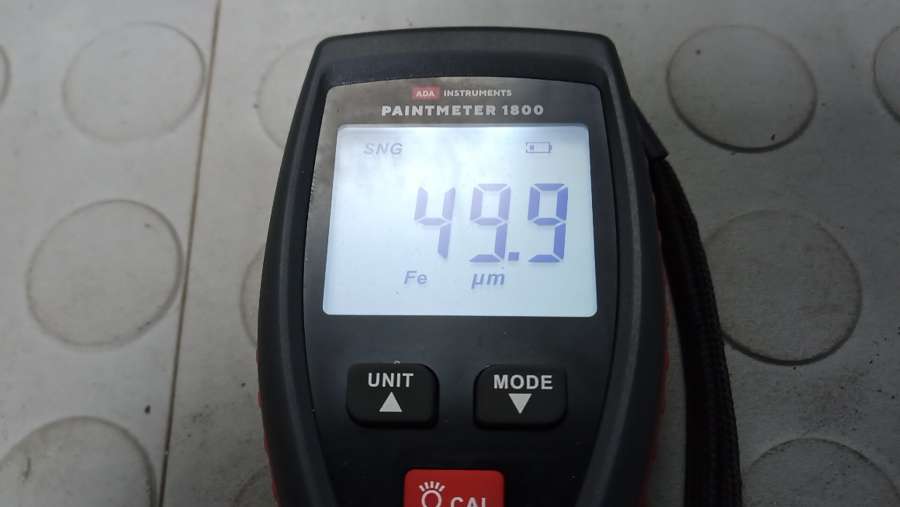 ADA INSTRUMENTS
PAINTMETER 1800
SNG
49.9
Fe µm
UNIT MODE
CAL